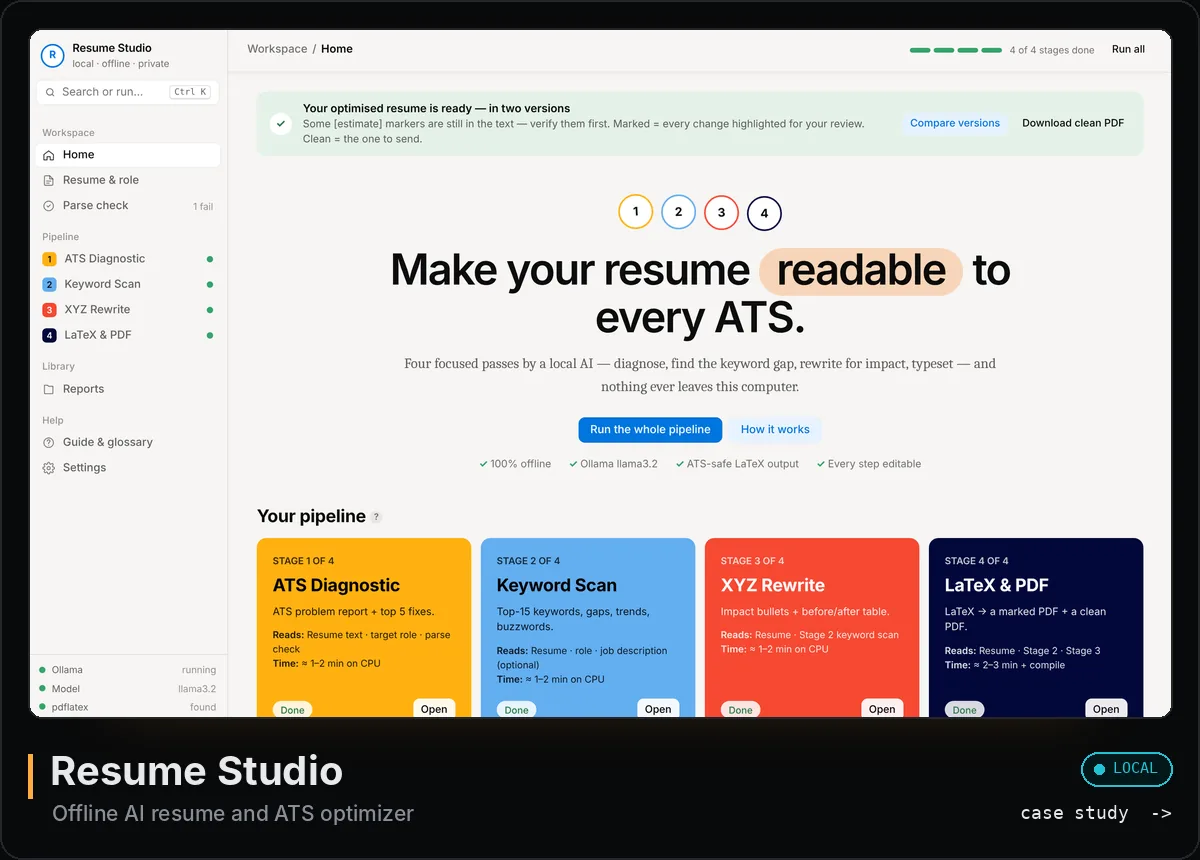 R
Resume Studio
local · offline · private
Search or run... Ctrl K
Workspace
Home
Resume & role
Parse check 1 fail
Pipeline
1 ATS Diagnostic
2 Keyword Scan
3 XYZ Rewrite
4 LaTeX & PDF
Library
Reports
Help
Guide & glossary
Settings
Ollama running
Model llama3.2
pdflatex found
Workspace / Home
4 of 4 stages done Run all
Your optimised resume is ready — in two versions
Some [estimate] markers are still in the text — verify them first. Marked = every change highlighted for your review.
Clean = the one to send.
Compare versions Download clean PDF
1 2 3 4
Make your resume readable to
every ATS.
Four focused passes by a local AI — diagnose, find the keyword gap, rewrite for impact, typeset — and
nothing ever leaves this computer.
Run the whole pipeline How it works
100% offline Ollama llama3.2 ATS-safe LaTeX output Every step editable
Your pipeline ?
STAGE 1 OF 4
ATS Diagnostic
ATS problem report + top 5 fixes.
Reads: Resume text · target role · parse
check
Time: ≈ 1–2 min on CPU
Done Open
STAGE 2 OF 4
Keyword Scan
Top-15 keywords, gaps, trends,
buzzwords.
Reads: Resume · role · job description
(optional)
Time: ≈ 1–2 min on CPU
Done Open
STAGE 3 OF 4
XYZ Rewrite
Impact bullets + before/after table.
Reads: Resume · Stage 2 keyword scan
Time: ≈ 1–2 min on CPU
Done Open
STAGE 4 OF 4
LaTeX & PDF
LaTeX → a marked PDF + a clean
PDF.
Reads: Resume · Stage 2 · Stage 3
Time: ≈ 2–3 min + compile
Done Open
Resume Studio
Offline AI resume and ATS optimizer
LOCAL
case study ->